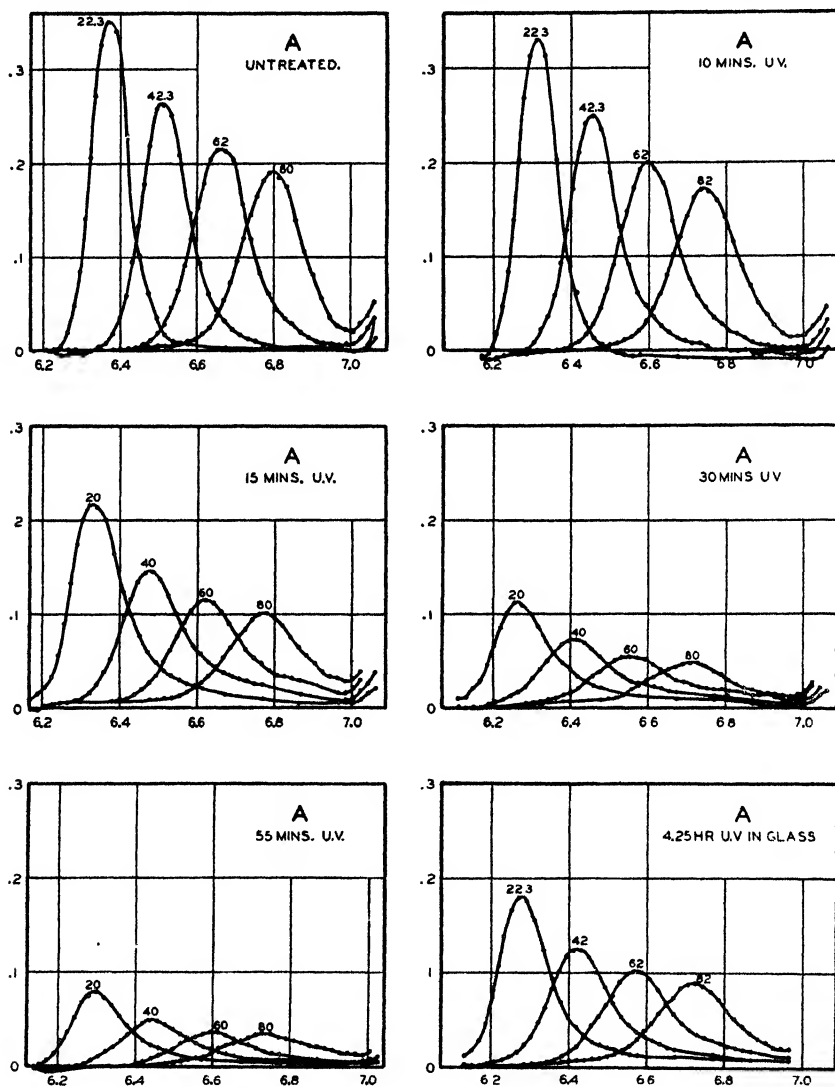 A
UNTREATED.
22.3
42.3
62
80
.3
.2
.1
0
6.2 6.4 6.6 6.8 7.0
A
10 MINS. U V.
22.3
42.3
62
82
.3
.2
.1
0
6.2 6.4 6.6 6.8 7.0
A
15 MINS. U.V.
20
40
60
80
.3
.2
.1
0
6.2 6.4 6.6 6.8 7.0
A
30 MINS UV
20
40
60
80
.3
.2
.1
0
6.2 6.4 6 6 6 8 7.0
A
55 MINS. U.V.
20
40
60
80
.3
.2
.1
0
6.2 6.4 6.6 6.8 7.0
A
4.25 HR U.V IN GLASS
22 3
42
62
82
.3
.2
.1
0
6.2 6.4 6.6 6.8 7.0